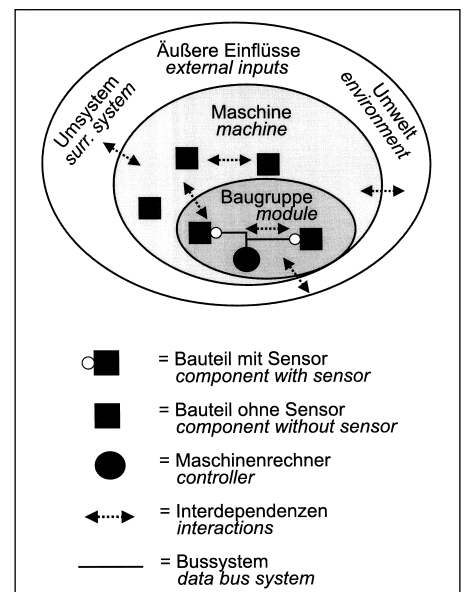 Äußere Einflüsse
external inputs
Umsystem
surr. system
Umwelt
environment
Maschine
machine
Baugruppe
module
= Bauteil mit Sensor
component with sensor
= Bauteil ohne Sensor
component without sensor
= Maschinenrechner
controller
= Interdependenzen
interactions
= Bussystem
data bus system